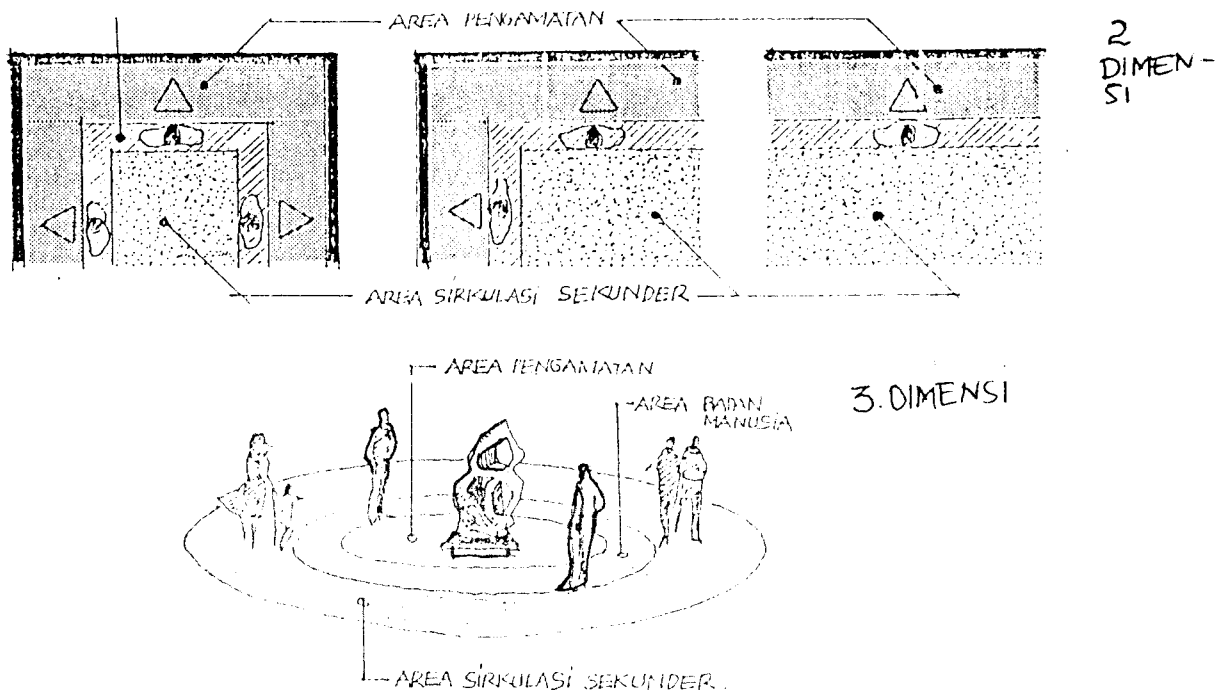 AREA PENGAMATAN
2
DIMEN-
SI
AREA SIRKULASI SEKUNDER
AREA PENGAMATAN
AREA BADAN
MANUSIA
3.DIMENSI
AREA SIRKULASI SEKUNDER